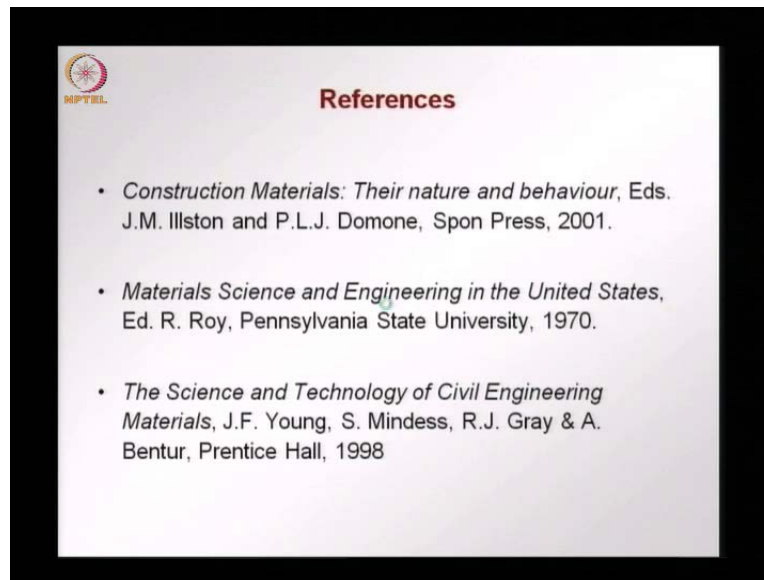 NPTEL
References
• Construction Materials: Their nature and behaviour, Eds.
J.M. Illston and P.L.J. Domone, Spon Press, 2001.
• Materials Science and Engineering in the United States,
Ed. R. Roy, Pennsylvania State University, 1970.
• The Science and Technology of Civil Engineering
Materials, J.F. Young, S. Mindess, R.J. Gray & A.
Bentur, Prentice Hall, 1998